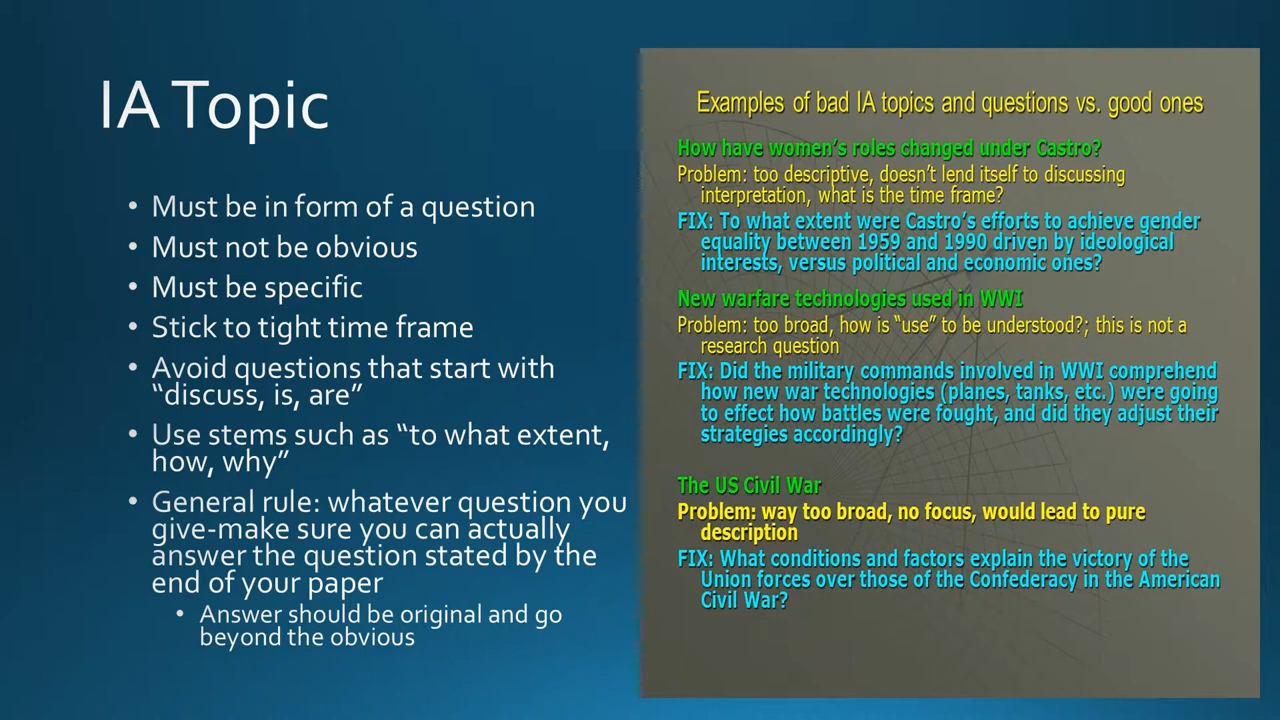 IA Topic
• Must be in form of a question
• Must not be obvious
• Must be specific
• Stick to tight time frame
• Avoid questions that start with
“discuss, is, are”
• Use stems such as “to what extent,
how, why”
• General rule: whatever question you
give-make sure you can actually
answer the question stated by the
end of your paper
• Answer should be original and go
beyond the obvious
Examples of bad IA topics and questions vs. good ones
How have women’s roles changed under Castro?
Problem: too descriptive, doesn’t lend itself to discussing
interpretation, what is the time frame?
FIX: To what extent were Castro’s efforts to achieve gender
equality between 1959 and 1990 driven by ideological
interests, versus political and economic ones?
New warfare technologies used in WWI
Problem: too broad, how is “use” to be understood?; this is not a
research question
FIX: Did the military commands involved in WWI comprehend
how new war technologies (planes, tanks, etc.) were going
to effect how battles were fought, and did they adjust their
strategies accordingly?
The US Civil War
Problem: way too broad, no focus, would lead to pure
description
FIX: What conditions and factors explain the victory of the
Union forces over those of the Confederacy in the American
Civil War?